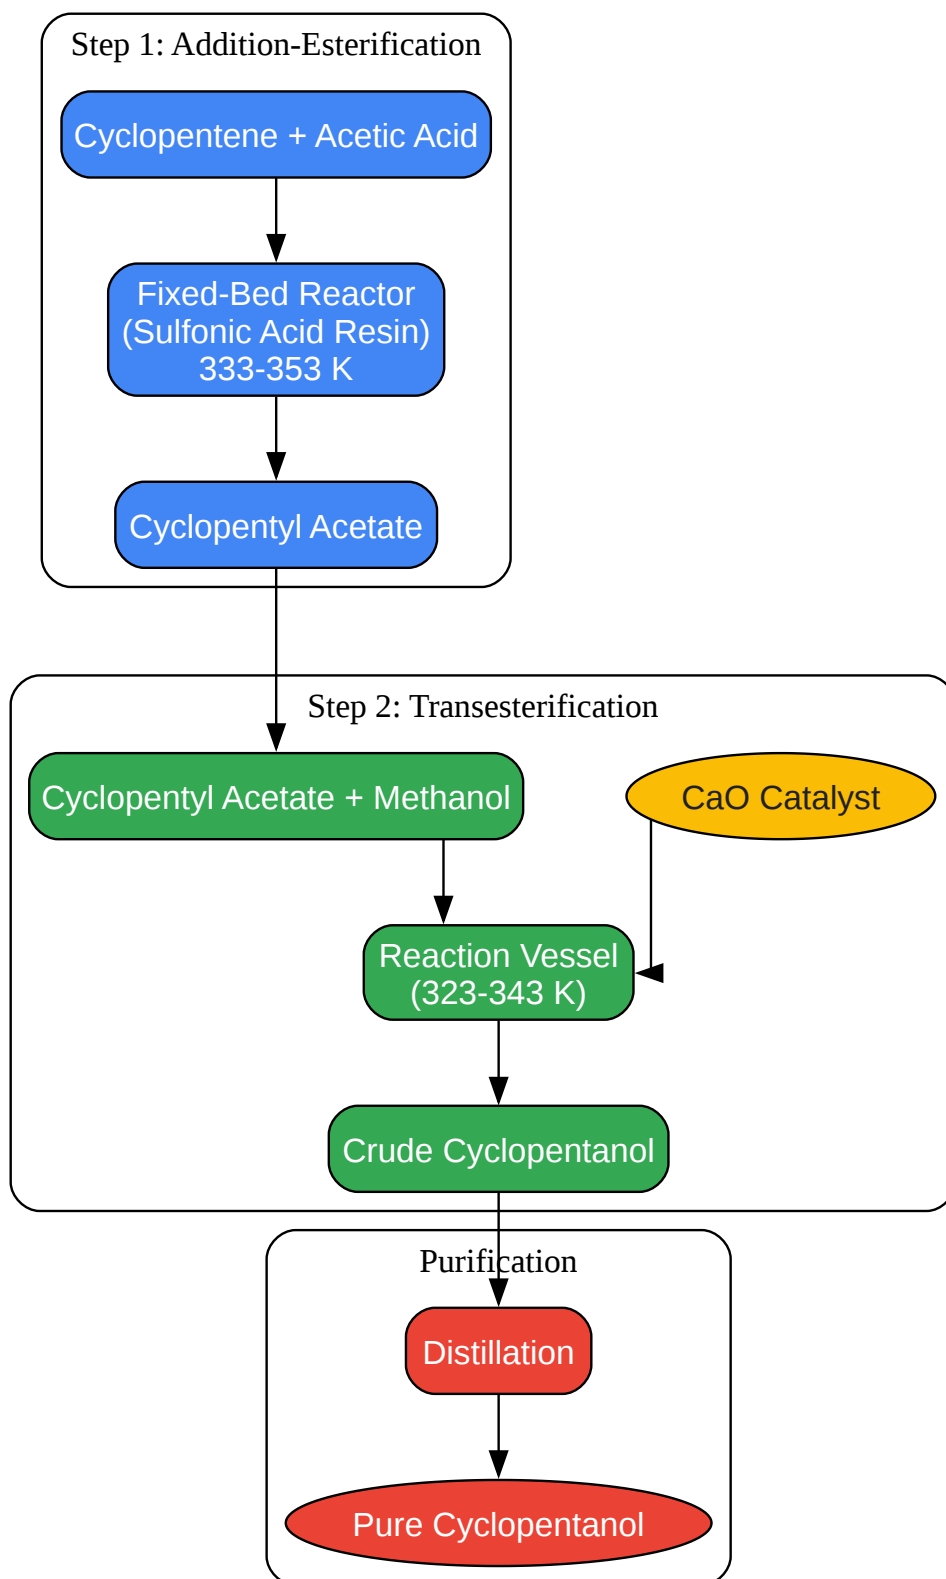 Step 1: Addition-Esterification
Cyclopentene + Acetic Acid
Fixed-Bed Reactor
(Sulfonic Acid Resin)
333-353 K
Cyclopentyl Acetate
Step 2: Transesterification
Cyclopentyl Acetate + Methanol
CaO Catalyst
Reaction Vessel
(323-343 K)
Crude Cyclopentanol
Purification
Distillation
Pure Cyclopentanol